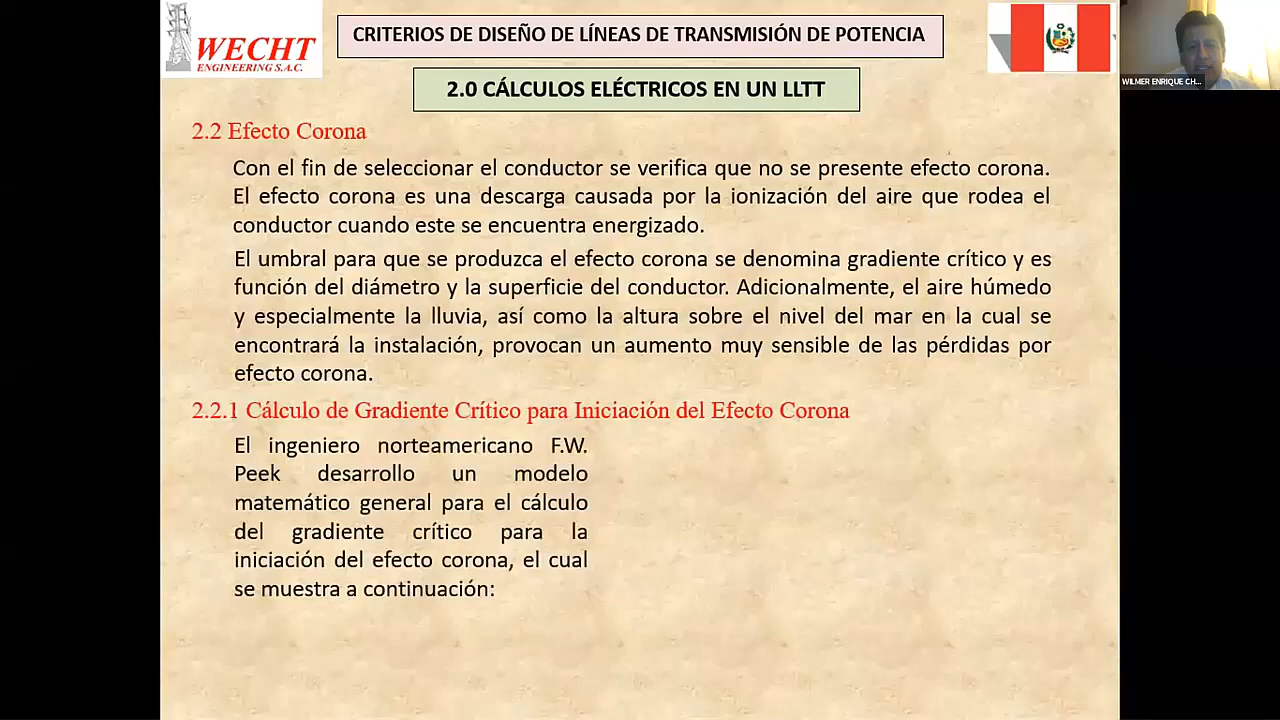 WECHT
ENGINEERING S.A.C.
CRITERIOS DE DISEÑO DE LÍNEAS DE TRANSMISIÓN DE POTENCIA
WILMER ENRIQUE CH...
2.0 CÁLCULOS ELÉCTRICOS EN UN LLTT
2.2 Efecto Corona
Con el fin de seleccionar el conductor se verifica que no se presente efecto corona.
El efecto corona es una descarga causada por la ionización del aire que rodea el
conductor cuando este se encuentra energizado.
El umbral para que se produzca el efecto corona se denomina gradiente crítico y es
función del diámetro y la superficie del conductor. Adicionalmente, el aire húmedo
y especialmente la lluvia, así como la altura sobre el nivel del mar en la cual se
encontrará la instalación, provocan un aumento muy sensible de las pérdidas por
efecto corona.
2.2.1 Cálculo de Gradiente Crítico para Iniciación del Efecto Corona
El ingeniero norteamericano F.W.
Peek desarrollo un modelo
matemático general para el cálculo
del gradiente crítico para la
iniciación del efecto corona, el cual
se muestra a continuación: